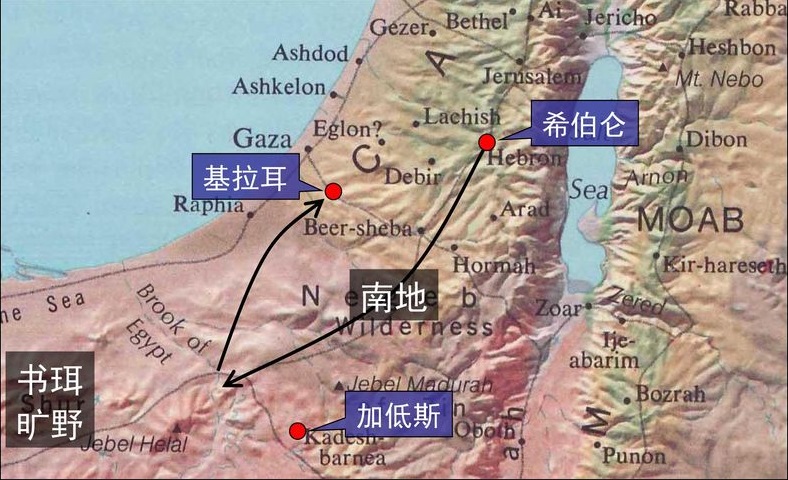 Gezer
Bethel
Ai
Jericho
Rabba
Ashdod
A
Heshbon
Jerusalem
Mt. Nebo
Ashkelon
Lachish
希伯仑
Gaza
Eglon?
Hebron
Dibon
C
基拉耳
Debir
Sea
Arnon
Raphia
Arad
MOAB
Beer-sheba
Hormah
Kir-hareseth
he Sea
Brook of
Egypt
N e g e b
南地
Wilderness
Zoar
Zered
Ije-
abarim
书珥
旷野
Shur
Jebel Madurah
加低斯
Bozrah
M
Jebel Helal
Kadesh-
barnea
Oboth
Punon